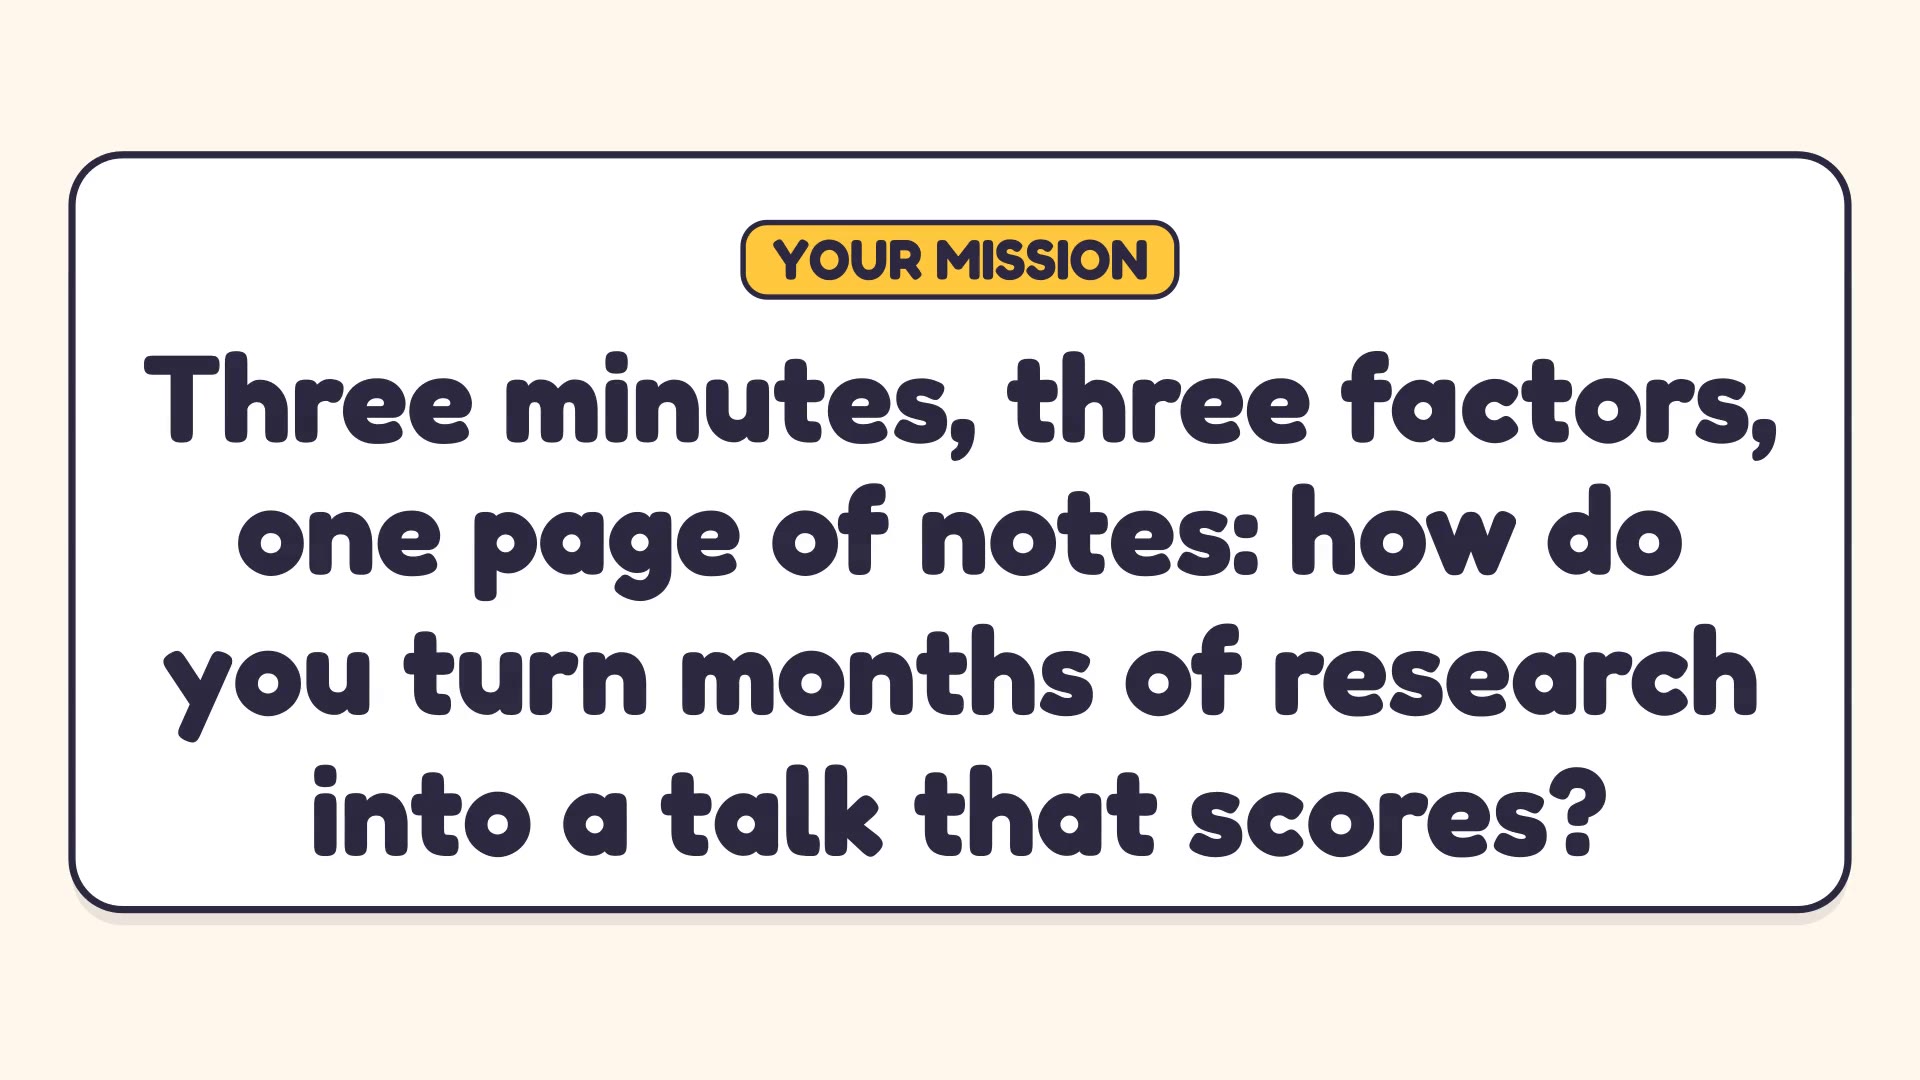 YOUR MISSION
Three minutes, three factors,
one page of notes: how do
you turn months of research
into a talk that scores?